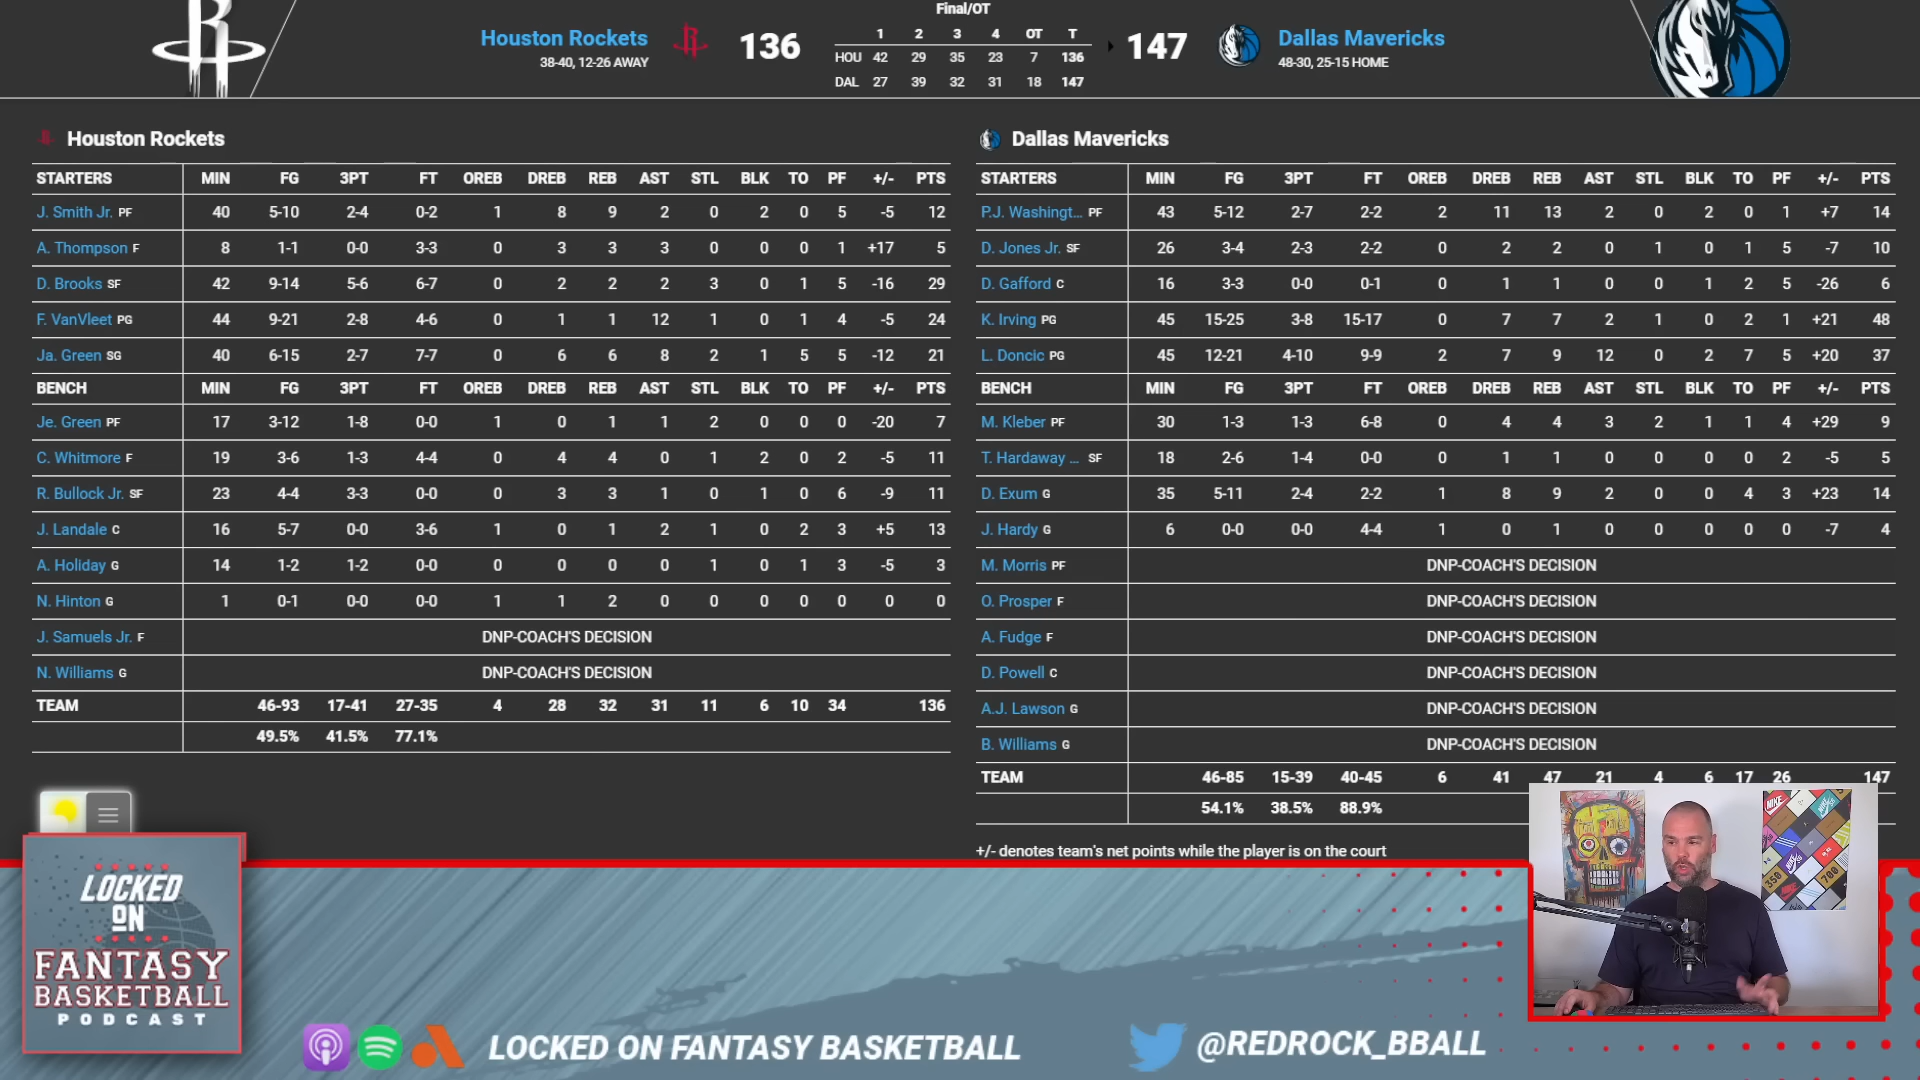 Final/OT
Houston Rockets
38-40, 12-26 AWAY
136
1 2 3 4 OT T
HOU 42 29 35 23 7 136
DAL 27 39 32 31 18 147
147
Dallas Mavericks
48-30, 25-15 HOME
Houston Rockets
STARTERS MIN FG 3PT FT OREB DREB REB AST STL BLK TO PF +/- PTS
J. Smith Jr. PF 40 5-10 2-4 0-2 1 8 9 2 0 2 0 5 -5 12
A. Thompson F 8 1-1 0-0 3-3 0 3 3 3 0 0 0 1 +17 5
D. Brooks SF 42 9-14 5-6 6-7 0 2 2 2 3 0 1 5 -16 29
F. VanVleet PG 44 9-21 2-8 4-6 0 1 1 12 1 0 1 4 -5 24
Ja. Green SG 40 6-15 2-7 7-7 0 6 6 8 2 1 5 5 -12 21
BENCH MIN FG 3PT FT OREB DREB REB AST STL BLK TO PF +/- PTS
Je. Green PF 17 3-12 1-8 0-0 1 0 1 1 2 0 0 0 -20 7
C. Whitmore F 19 3-6 1-3 4-4 0 4 4 0 1 2 0 2 -5 11
R. Bullock Jr. SF 23 4-4 3-3 0-0 0 3 3 1 0 1 0 6 -9 11
J. Landale C 16 5-7 0-0 3-6 1 0 1 2 1 0 2 3 +5 13
A. Holiday G 14 1-2 1-2 0-0 0 0 0 0 1 0 1 3 -5 3
N. Hinton G 1 0-1 0-0 0-0 1 1 2 0 0 0 0 0 0 0
J. Samuels Jr. F DNP-COACH'S DECISION
N. Williams G DNP-COACH'S DECISION
TEAM 46-93 17-41 27-35 4 28 32 31 11 6 10 34 136
49.5% 41.5% 77.1%
Dallas Mavericks
STARTERS MIN FG 3PT FT OREB DREB REB AST STL BLK TO PF +/- PTS
P.J. Washingt... PF 43 5-12 2-7 2-2 2 11 13 2 0 2 0 1 +7 14
D. Jones Jr. SF 26 3-4 2-3 2-2 0 2 2 0 1 0 1 5 -7 10
D. Gafford C 16 3-3 0-0 0-1 0 1 1 0 0 1 2 5 -26 6
K. Irving PG 45 15-25 3-8 15-17 0 7 7 2 1 0 2 1 +21 48
L. Doncic PG 45 12-21 4-10 9-9 2 7 9 12 0 2 7 5 +20 37
BENCH MIN FG 3PT FT OREB DREB REB AST STL BLK TO PF +/- PTS
M. Kleber PF 30 1-3 1-3 6-8 0 4 4 3 2 1 1 4 +29 9
T. Hardaway ... SF 18 2-6 1-4 0-0 0 1 1 0 0 0 0 2 -5 5
D. Exum G 35 5-11 2-4 2-2 1 8 9 2 0 0 4 3 +23 14
J. Hardy G 6 0-0 0-0 4-4 1 0 1 0 0 0 0 0 -7 4
M. Morris PF DNP-COACH'S DECISION
O. Prosper F DNP-COACH'S DECISION
A. Fudge F DNP-COACH'S DECISION
D. Powell C DNP-COACH'S DECISION
A.J. Lawson G DNP-COACH'S DECISION
B. Williams G DNP-COACH'S DECISION
TEAM 46-85 15-39 40-45 6 41 47 21 4 6 17 26 147
54.1% 38.5% 88.9%
+/- denotes team's net points while the player is on the court
LOCKED
ON
FANTASY
BASKETBALL
PODCAST
LOCKED ON FANTASY BASKETBALL
@REDROCK_BBALL
NIKE
NIKE
350
700